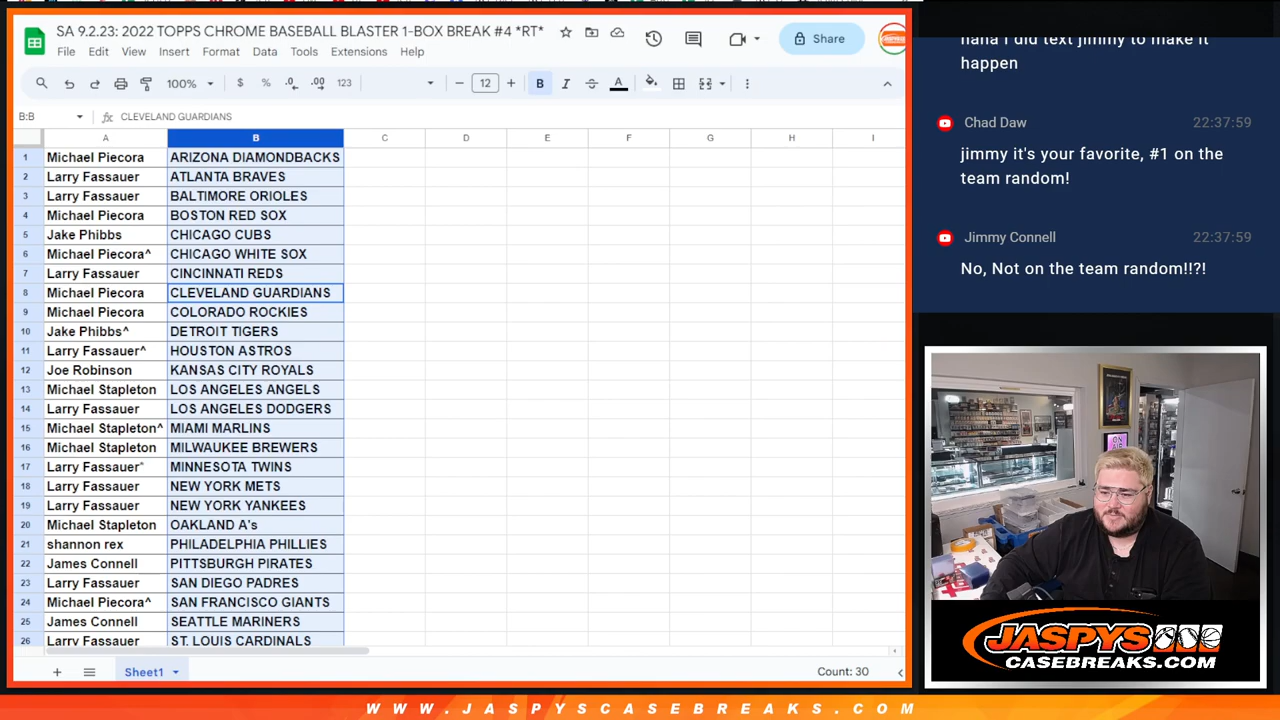 SA 9.2.23: 2022 TOPPS CHROME BASEBALL BLASTER 1-BOX BREAK #4 *RT*
File Edit View Insert Format Data Tools Extensions Help
Share
100% $ % .0 .00 123 12 B I S A
B:B fx CLEVELAND GUARDIANS
A B C D E F G H I
1 Michael Piecora ARIZONA DIAMONDBACKS
2 Larry Fassauer ATLANTA BRAVES
3 Larry Fassauer BALTIMORE ORIOLES
4 Michael Piecora BOSTON RED SOX
5 Jake Phibbs CHICAGO CUBS
6 Michael Piecora^ CHICAGO WHITE SOX
7 Larry Fassauer CINCINNATI REDS
8 Michael Piecora CLEVELAND GUARDIANS
9 Michael Piecora COLORADO ROCKIES
10 Jake Phibbs^ DETROIT TIGERS
11 Larry Fassauer^ HOUSTON ASTROS
12 Joe Robinson KANSAS CITY ROYALS
13 Michael Stapleton LOS ANGELES ANGELS
14 Larry Fassauer LOS ANGELES DODGERS
15 Michael Stapleton^ MIAMI MARLINS
16 Michael Stapleton MILWAUKEE BREWERS
17 Larry Fassauer^ MINNESOTA TWINS
18 Larry Fassauer NEW YORK METS
19 Larry Fassauer NEW YORK YANKEES
20 Michael Stapleton OAKLAND A's
21 shannon rex PHILADELPHIA PHILLIES
22 James Connell PITTSBURGH PIRATES
23 Larry Fassauer SAN DIEGO PADRES
24 Michael Piecora^ SAN FRANCISCO GIANTS
25 James Connell SEATTLE MARINERS
26 Larry Fassauer ST. LOUIS CARDINALS
Sheet1
Count: 30
haha i did text jimmy to make it
happen
Chad Daw 22:37:59
jimmy it's your favorite, #1 on the
team random!
Jimmy Connell 22:37:59
No, Not on the team random!!?!
ON
AIR
JASPYS
CASEBREAKS.COM
WWW.JASPYSCASEBREAKS.COM